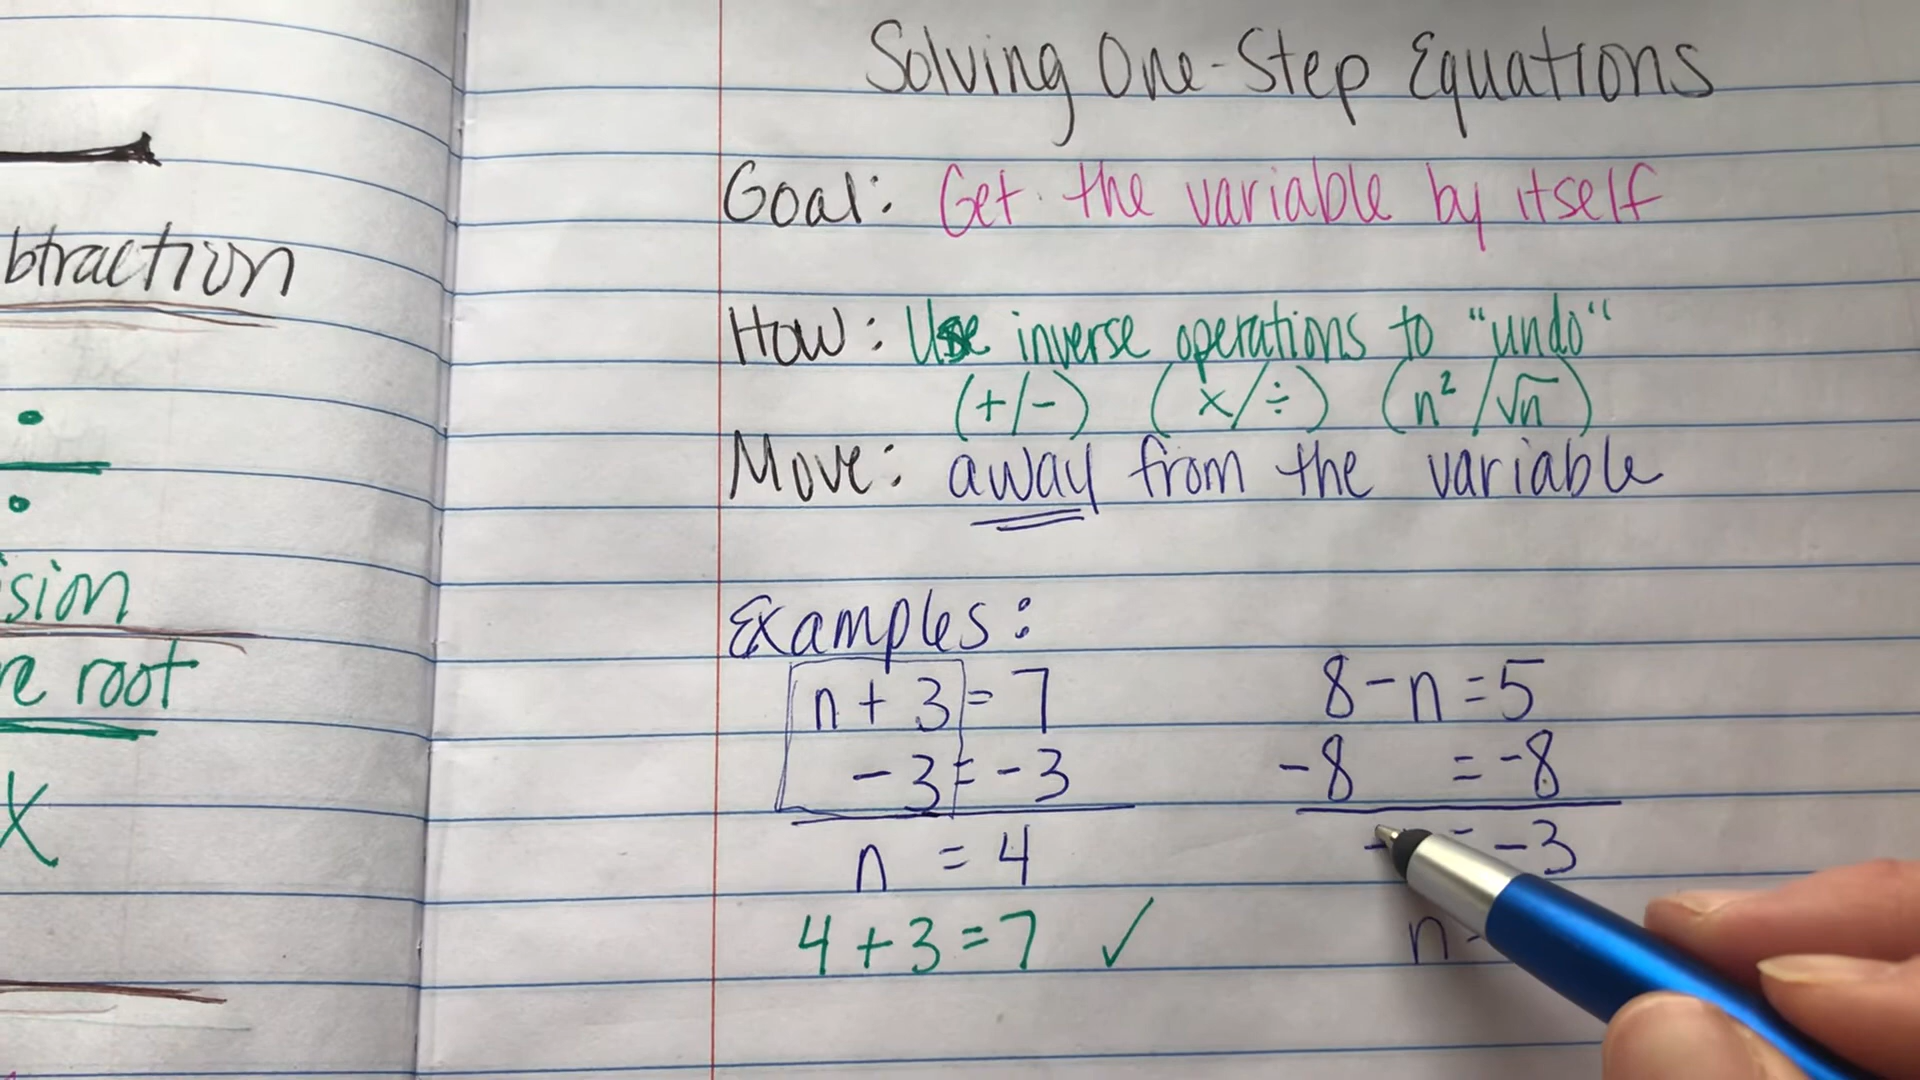 btraction
sion
re root
X
Solving One-Step Equations
Goal: Get the variable by itself
How: Use inverse operations to "undo"
(+/-) (x/÷) (n²/√n)
Move: away from the variable
Examples:
n + 3 = 7
- 3 = - 3
n = 4
4 + 3 = 7 ✓
8 - n = 5
- 8 = - 8
- = - 3
n =